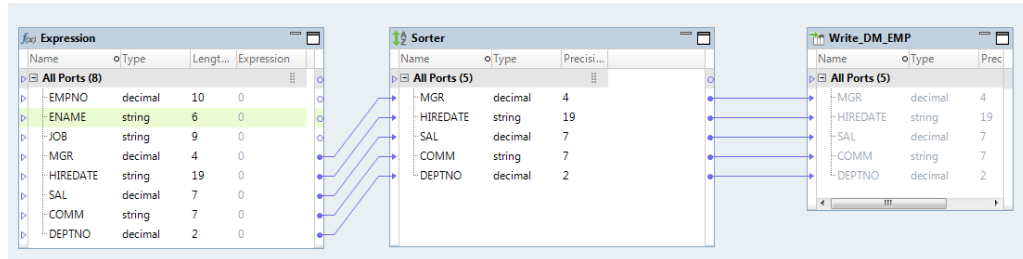 f(x) Expression
Name Type Lengt... Expression
All Ports (8)
EMPNO decimal 10 0
ENAME string 6 0
JOB string 9 0
MGR decimal 4 0
HIREDATE string 19 0
SAL decimal 7 0
COMM string 7 0
DEPTNO decimal 2 0
Sorter
Name Type Precisi...
All Ports (5)
MGR decimal 4
HIREDATE string 19
SAL decimal 7
COMM string 7
DEPTNO decimal 2
Write_DM_EMP
Name Type Prec
All Ports (5)
MGR decimal 4
HIREDATE string 19
SAL decimal 7
COMM string 7
DEPTNO decimal 2